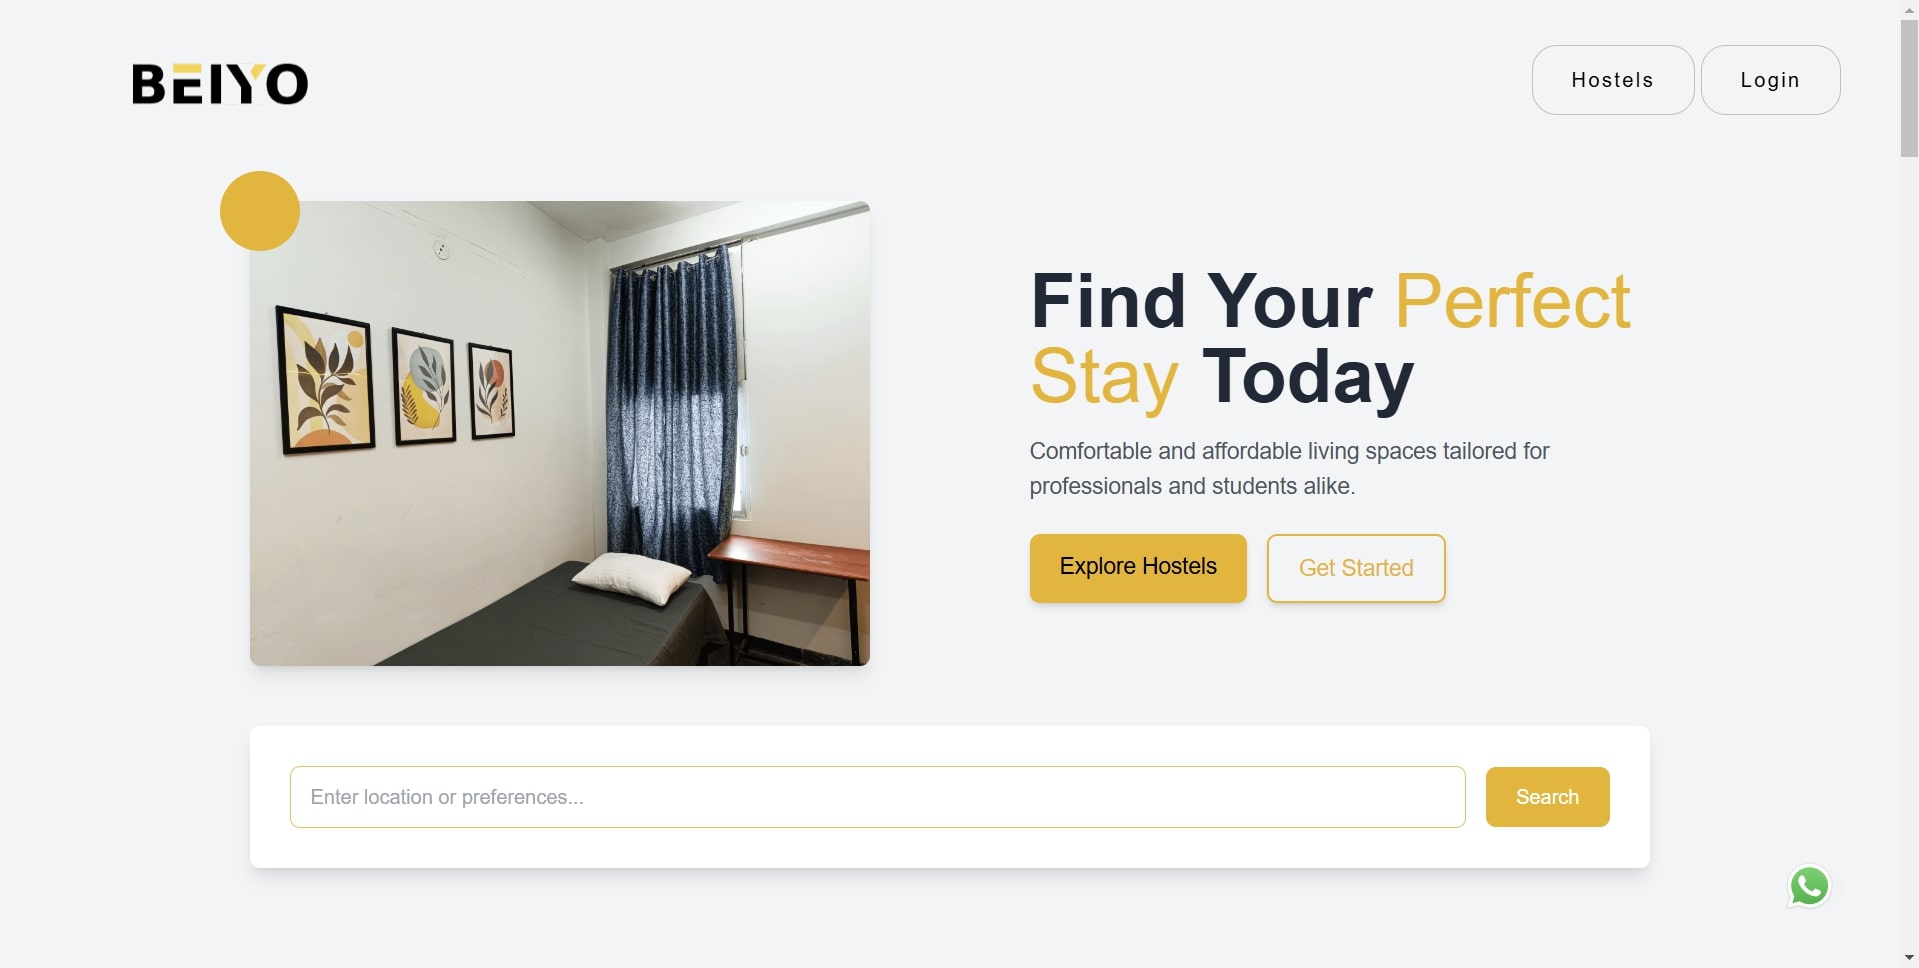 BEIYO
Hostels
Login
Find Your Perfect
Stay Today
Comfortable and affordable living spaces tailored for
professionals and students alike.
Explore Hostels
Get Started
Enter location or preferences...
Search